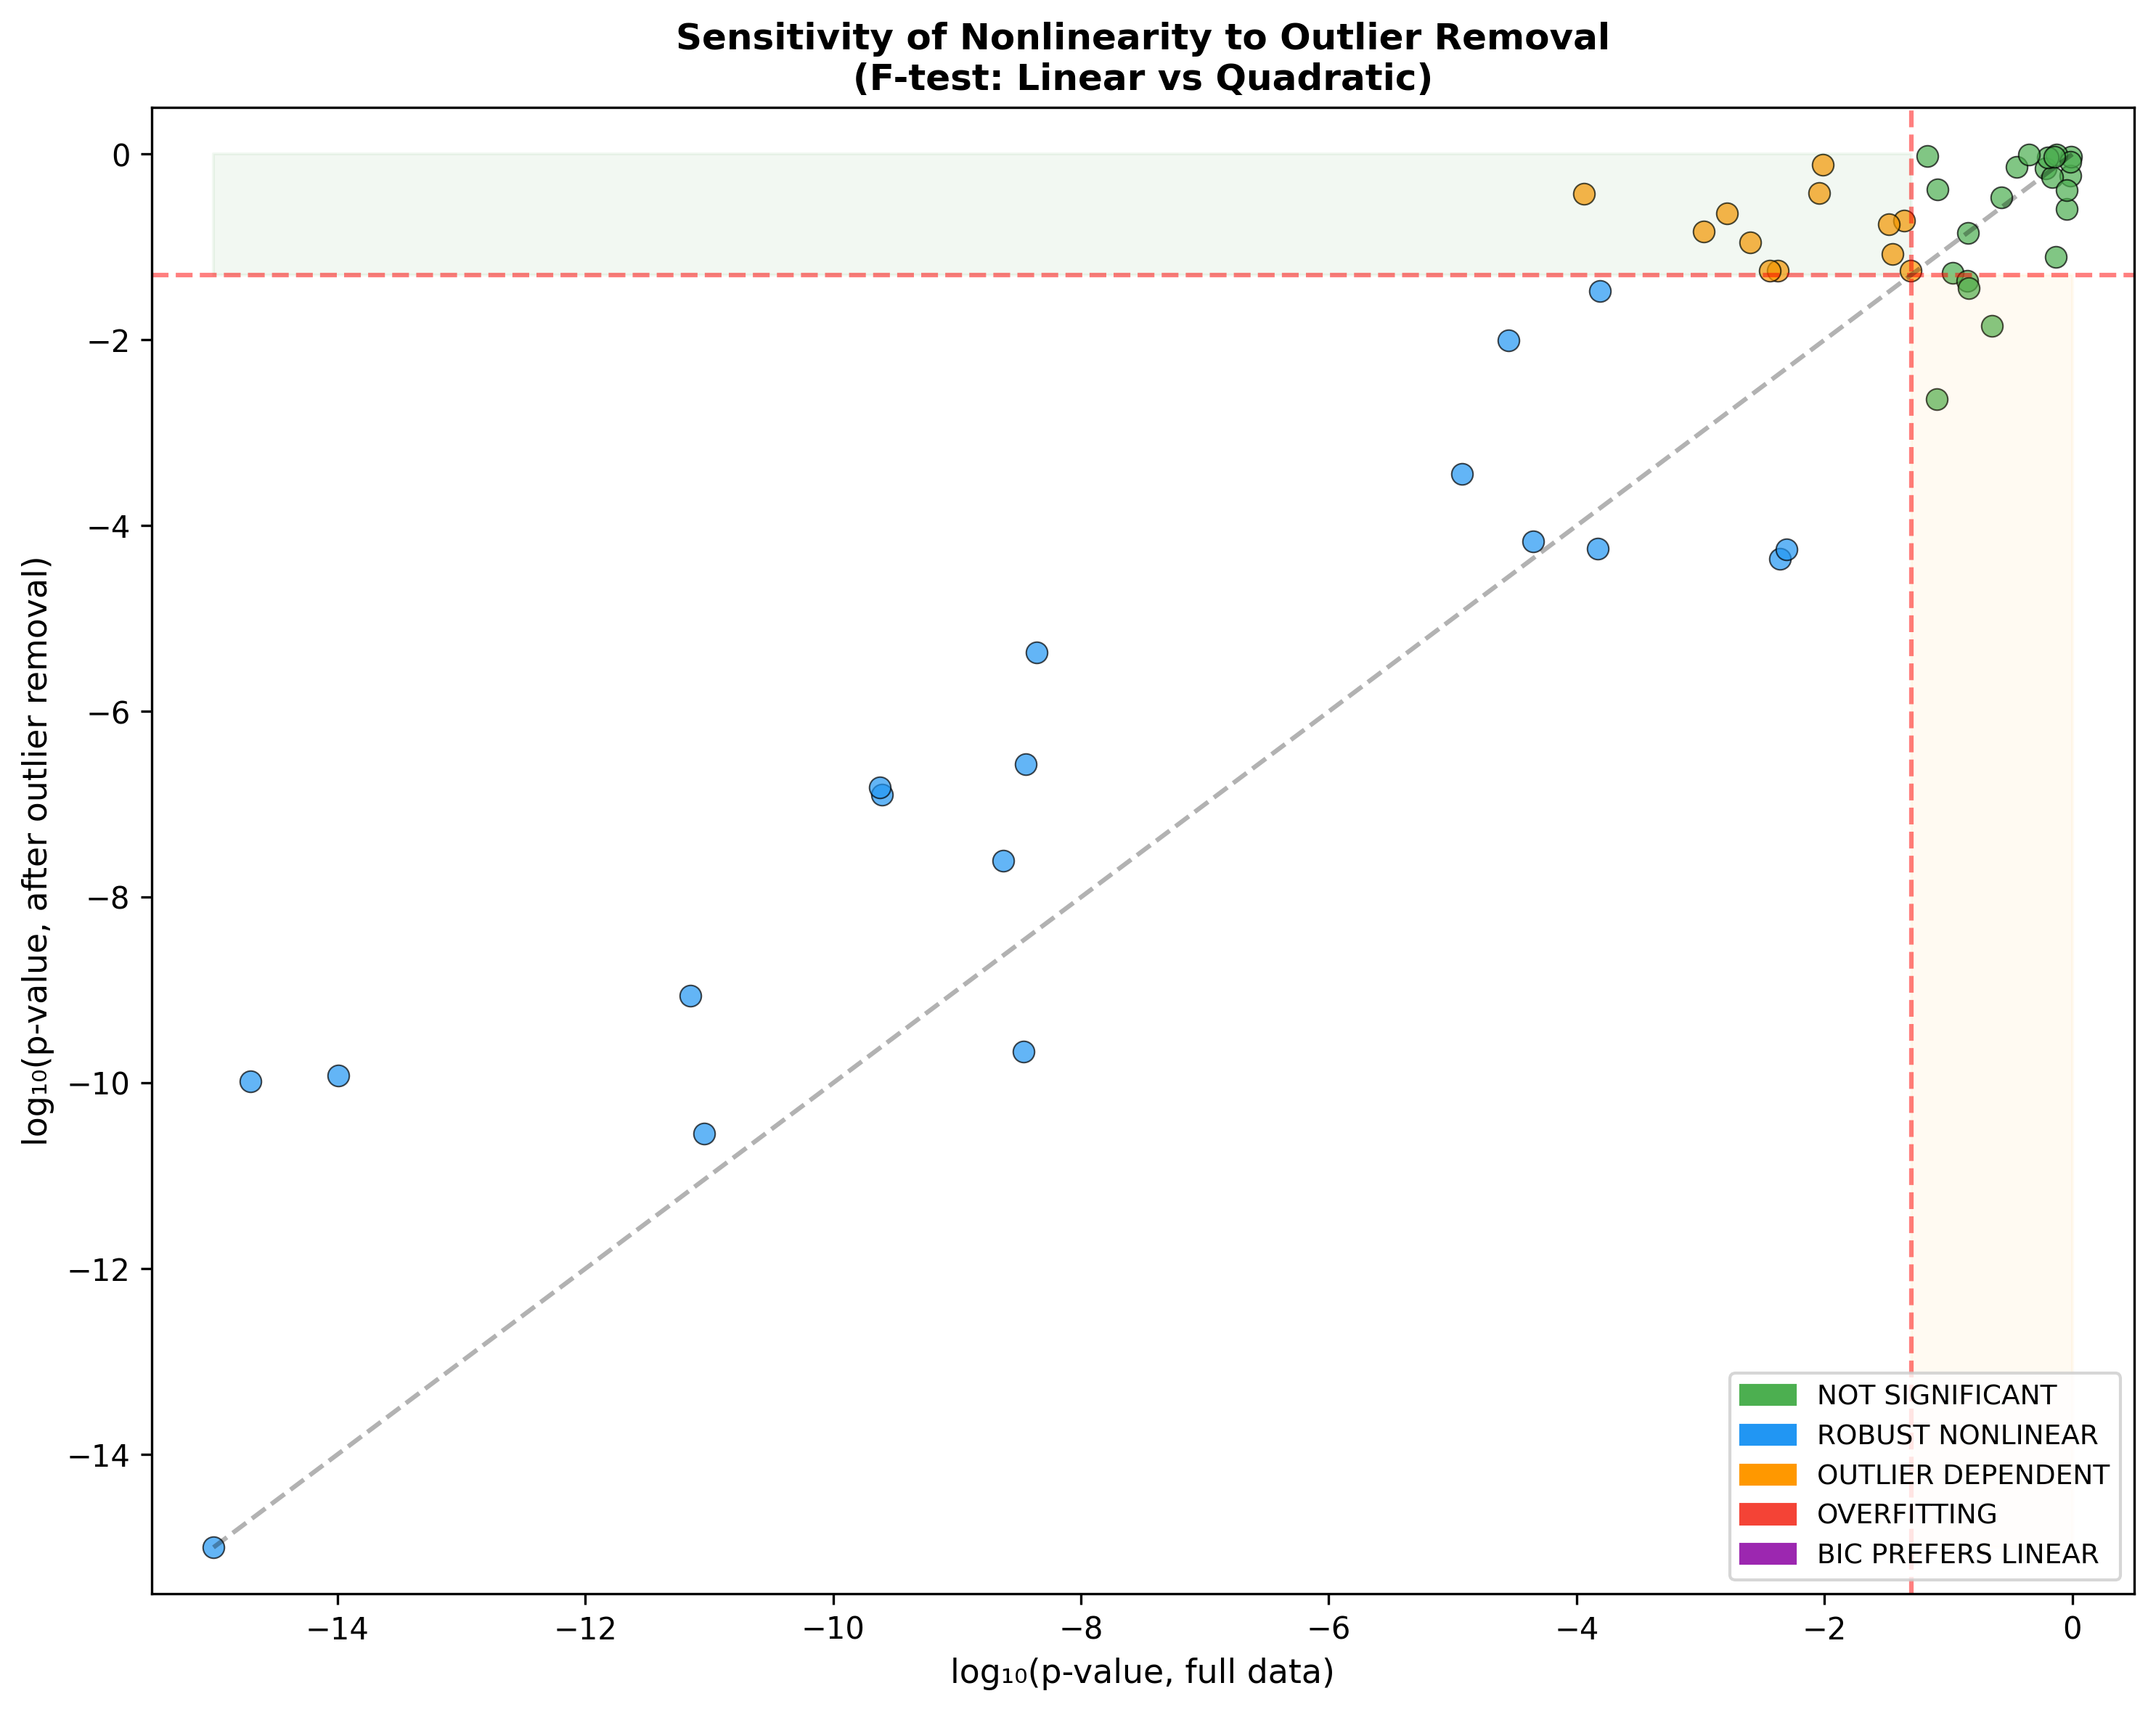 Sensitivity of Nonlinearity to Outlier Removal
(F-test: Linear vs Quadratic)
log₁₀(p-value, after outlier removal)
0
−2
−4
−6
−8
−10
−12
−14
NOT SIGNIFICANT
ROBUST NONLINEAR
OUTLIER DEPENDENT
OVERFITTING
BIC PREFERS LINEAR
−14 −12 −10 −8 −6 −4 −2 0
log₁₀(p-value, full data)